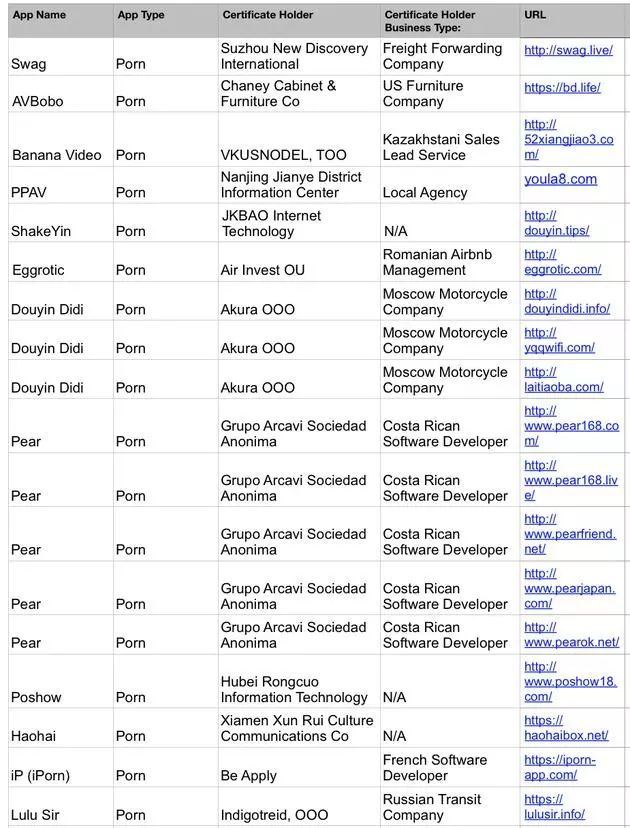 App Name App Type Certificate Holder Certificate Holder Business Type: URL
Swag Porn Suzhou New Discovery International Freight Forwarding Company http://swag.live/
AVBobo Porn Chaney Cabinet & Furniture Co US Furniture Company https://bd.life/
Banana Video Porn VKUSNODEL, TOO Kazakhstani Sales Lead Service http://52xiangjiao3.com/
PPAV Porn Nanjing Jianye District Information Center Local Agency youla8.com
ShakeYin Porn JKBAO Internet Technology N/A http://douyin.tips/
Eggrotic Porn Air Invest OU Romanian Airbnb Management http://eggrotic.com/
Douyin Didi Porn Akura OOO Moscow Motorcycle Company http://douyindidi.info/
Douyin Didi Porn Akura OOO Moscow Motorcycle Company http://yqqwifi.com/
Douyin Didi Porn Akura OOO Moscow Motorcycle Company http://laitiaoba.com/
Pear Porn Grupo Arcavi Sociedad Anonima Costa Rican Software Developer http://www.pear168.com/
Pear Porn Grupo Arcavi Sociedad Anonima Costa Rican Software Developer http://www.pear168.live/
Pear Porn Grupo Arcavi Sociedad Anonima Costa Rican Software Developer http://www.pearfriend.net/
Pear Porn Grupo Arcavi Sociedad Anonima Costa Rican Software Developer http://www.pearjapan.com/
Pear Porn Grupo Arcavi Sociedad Anonima Costa Rican Software Developer http://www.pearok.net/
Poshow Porn Hubei Rongcuo Information Technology N/A http://www.poshow18.com/
Haohai Porn Xiamen Xun Rui Culture Communications Co N/A https://haohaibox.net/
iP (iPorn) Porn Be Apply French Software Developer https://iporn-app.com/
Lulu Sir Porn Indigotreid, OOO Russian Transit Company https://lulusir.info/